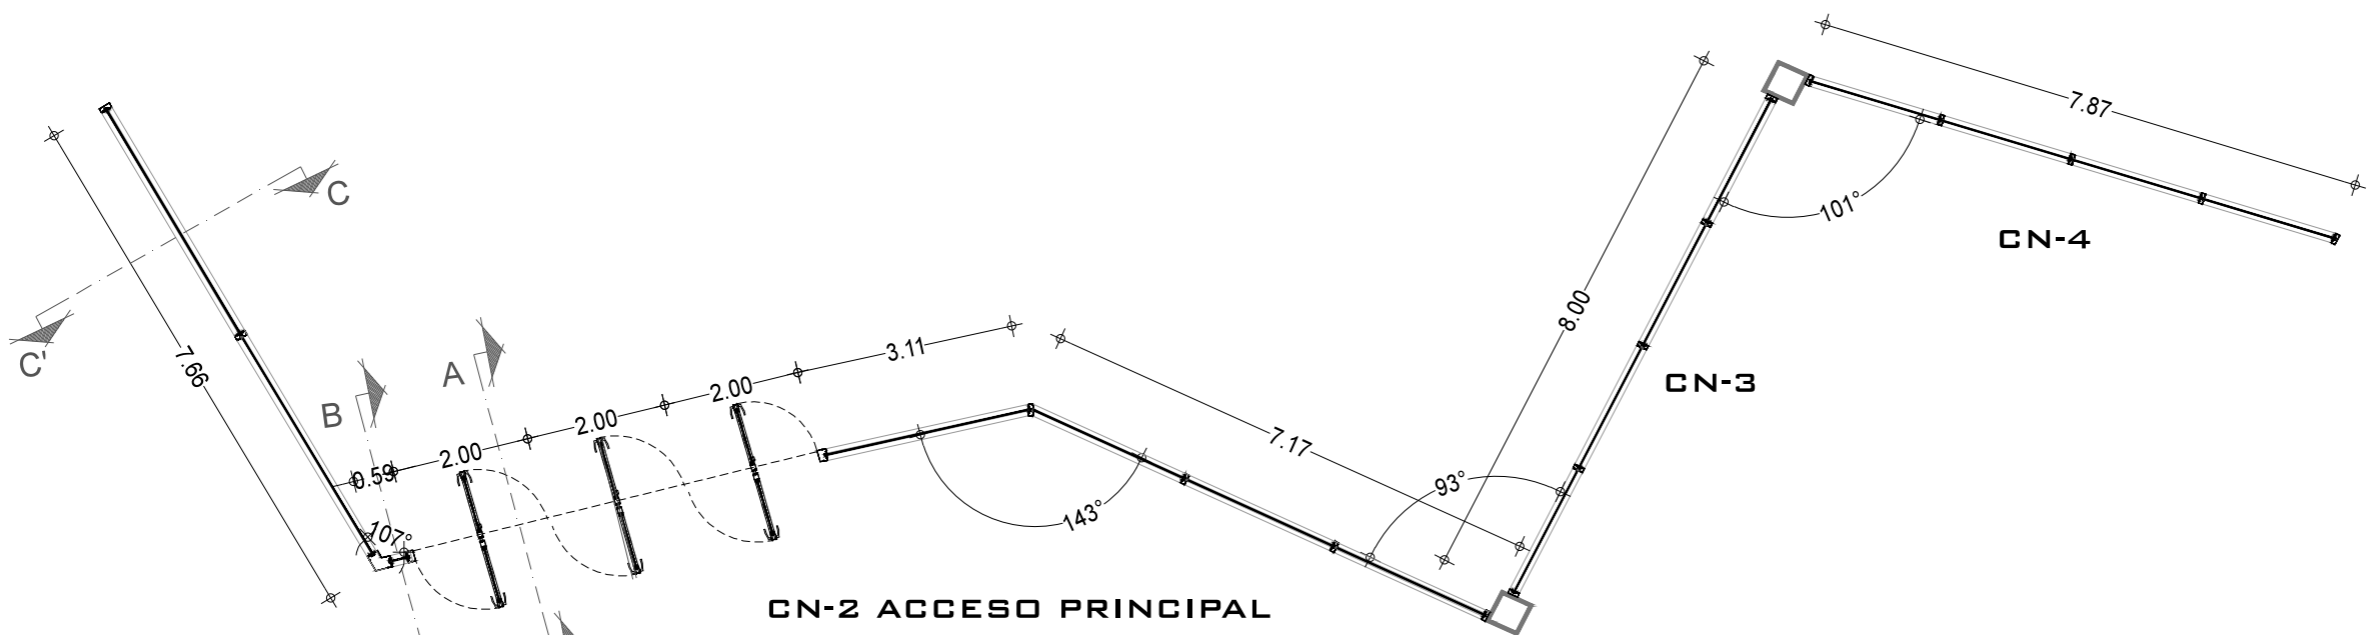 7.87
C
101°
CN-4
8.00
C'
7.66
3.11
A
2.00
CN-3
B
2.00
7.17
2.00
0.59
93°
143°
107°
CN-2 ACCESO PRINCIPAL